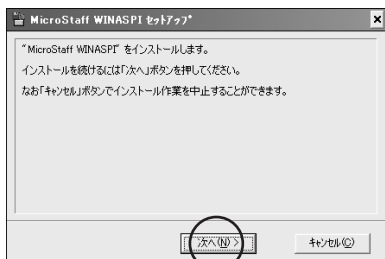 MicroStaff WINASPI ｾｯﾄｱｯﾌﾟ
"MicroStaff WINASPI" をインストールします。
インストールを続けるには「次へ」ボタンを押してください。
なお「キャンセル」ボタンでインストール作業を中止することができます。
次へ(N) >
ｷｬﾝｾﾙ(C)